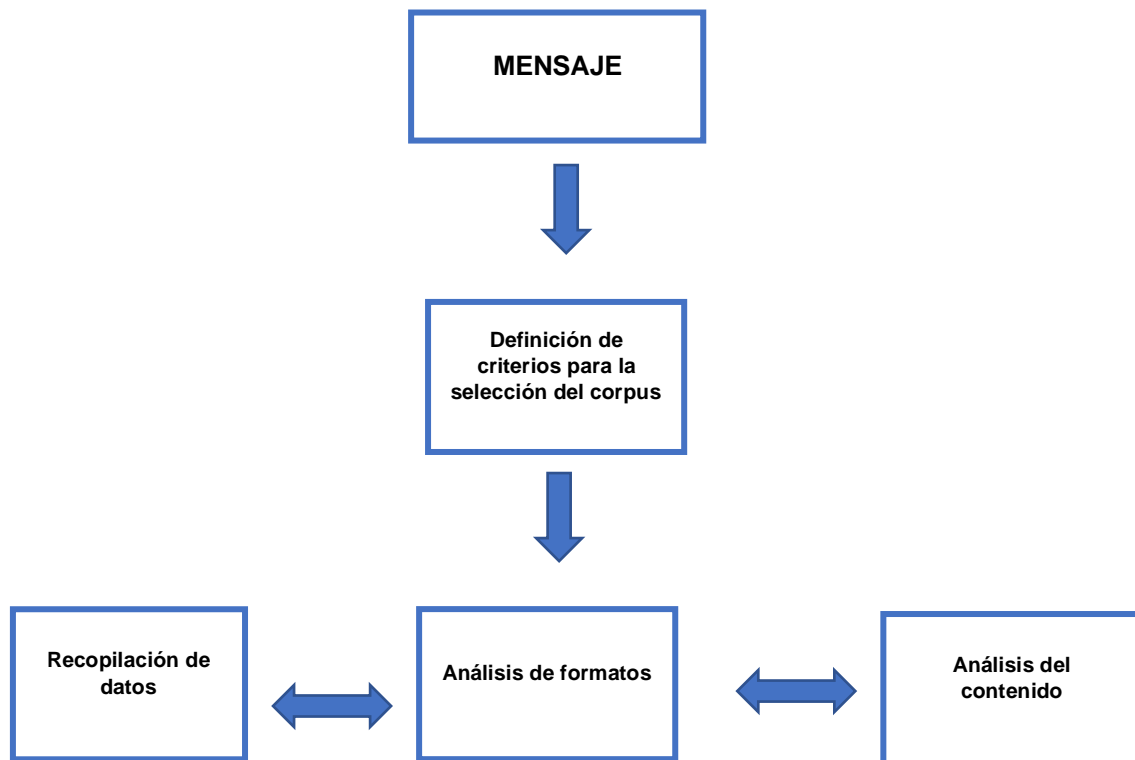 MENSAJE
Definición de
criterios para la
selección del corpus
Recopilación de
datos
Análisis de formatos
Análisis del
contenido